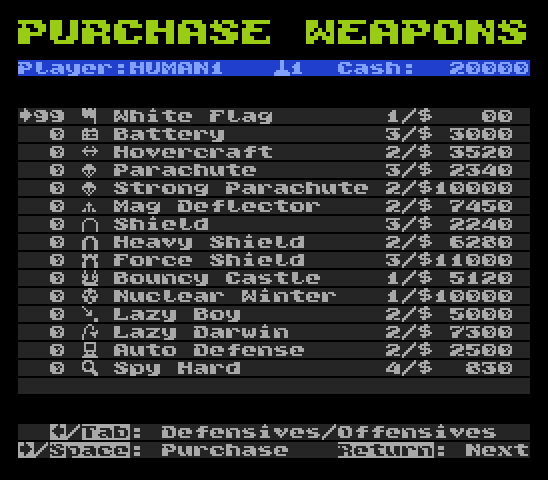 PURCHASE WEAPONS
Player:HUMAN1 1 Cash: 20000
99 White Flag 1/$ 00
0 Battery 3/$ 3000
0 Hovercraft 2/$ 3520
0 Parachute 3/$ 2340
0 Strong Parachute 2/$10000
0 Mag Deflector 2/$ 7450
0 Shield 3/$ 2240
0 Heavy Shield 2/$ 6280
0 Force Shield 3/$11000
0 Bouncy Castle 1/$ 5120
0 Nuclear Winter 1/$10000
0 Lazy Boy 2/$ 5000
0 Lazy Darwin 2/$ 7300
0 Auto Defense 2/$ 2500
0 Spy Hard 4/$ 830
←/Tab: Defensives/Offensives
→/Space: Purchase Return: Next